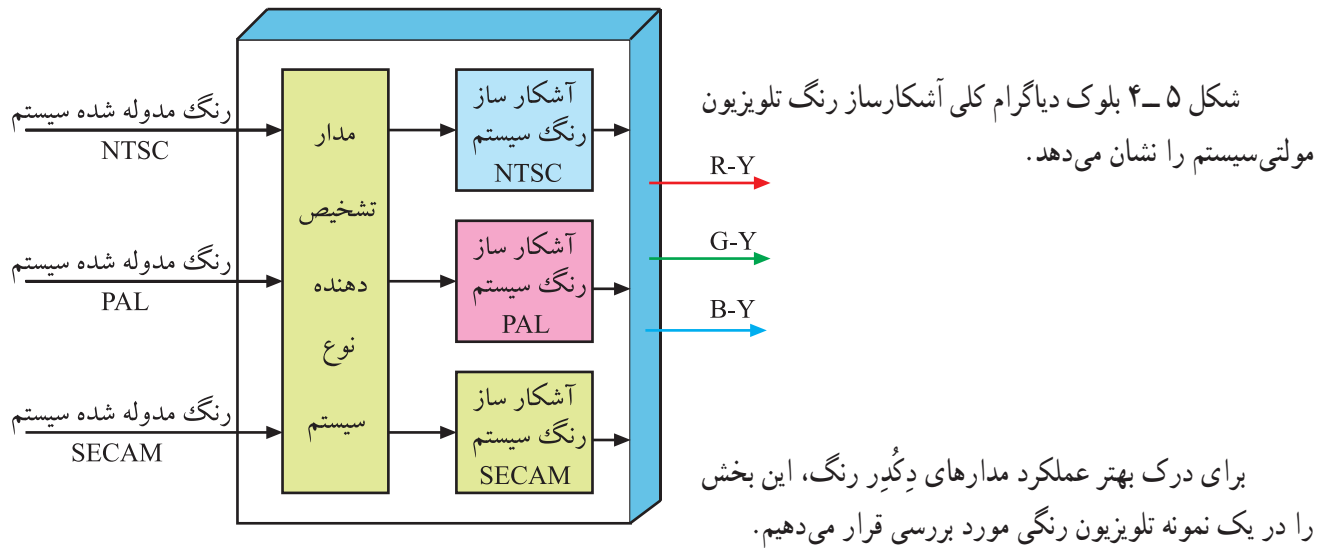 شکل ۵ ــ۴ بلوک دیاگرام کلی آشکارساز رنگ تلویزیون
مولتی‌سیستم را نشان می‌دهد.
رنگ مدوله شده سیستم
NTSC
رنگ مدوله شده سیستم
PAL
رنگ مدوله شده سیستم
SECAM
مدار
تشخیص
دهنده
نوع
سیستم
آشکار ساز
رنگ سیستم
NTSC
آشکار ساز
رنگ سیستم
PAL
آشکار ساز
رنگ سیستم
SECAM
R-Y
G-Y
B-Y
برای درک بهتر عملکرد مدارهای دِکُدِر رنگ، این بخش
را در یک نمونه تلویزیون رنگی مورد بررسی قرار می‌دهیم.